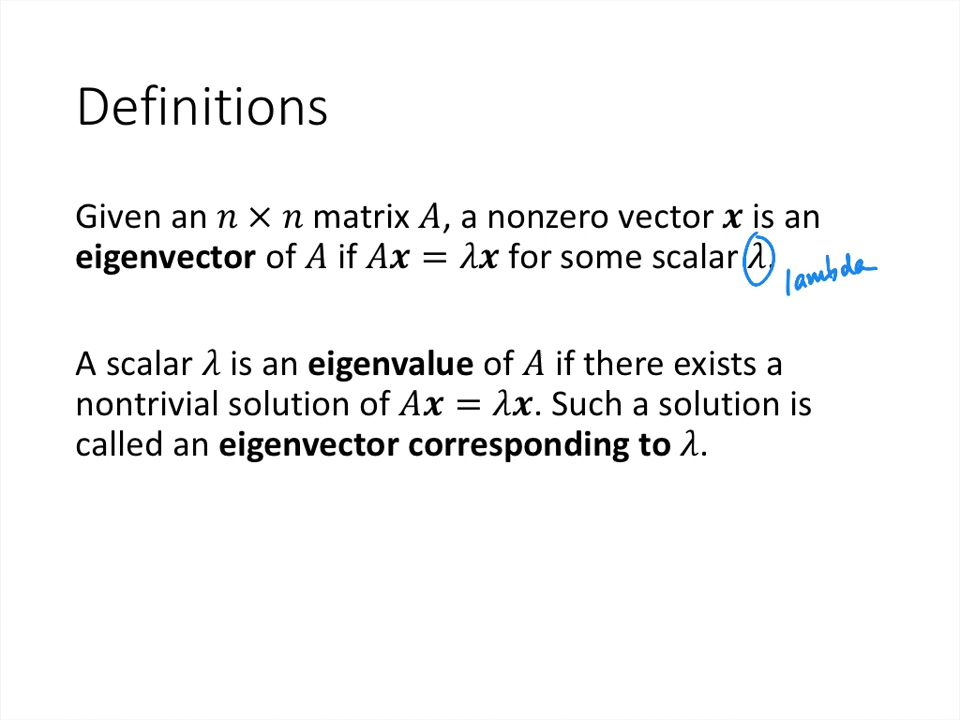 Definitions
Given an 𝑛 × 𝑛 matrix 𝐴, a nonzero vector 𝒙 is an
eigenvector of 𝐴 if 𝐴𝒙 = 𝜆𝒙 for some scalar 𝜆.
lambda
A scalar 𝜆 is an eigenvalue of 𝐴 if there exists a
nontrivial solution of 𝐴𝒙 = 𝜆𝒙. Such a solution is
called an eigenvector corresponding to 𝜆.